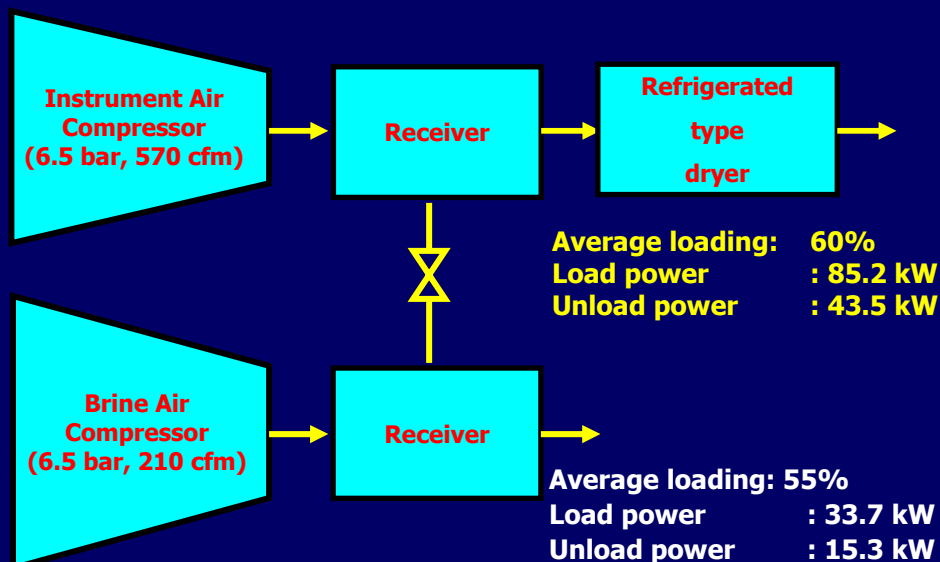 Instrument Air
Compressor
(6.5 bar, 570 cfm)
Receiver
Refrigerated
type
dryer
Average loading: 60%
Load power : 85.2 kW
Unload power : 43.5 kW
Brine Air
Compressor
(6.5 bar, 210 cfm)
Receiver
Average loading: 55%
Load power : 33.7 kW
Unload power : 15.3 kW